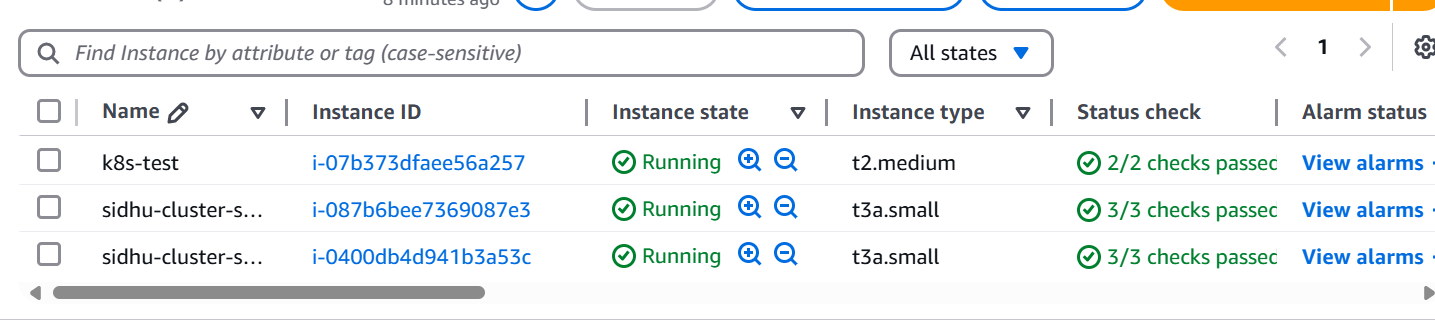 8 minutes ago
Find Instance by attribute or tag (case-sensitive)
All states
1
Name Instance ID Instance state Instance type Status check Alarm status
k8s-test i-07b373dfaee56a257 Running t2.medium 2/2 checks passed View alarms
sidhu-cluster-s... i-087b6bee7369087e3 Running t3a.small 3/3 checks passed View alarms
sidhu-cluster-s... i-0400db4d941b3a53c Running t3a.small 3/3 checks passed View alarms